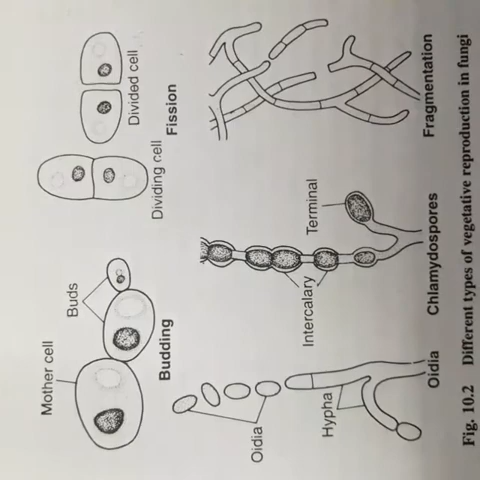 Mother cell
Buds
Budding
Dividing cell
Divided cell
Fission
Oidia
Hypha
Oidia
Intercalary
Terminal
Chlamydospores
Fragmentation
Fig. 10.2 Different types of vegetative reproduction in fungi